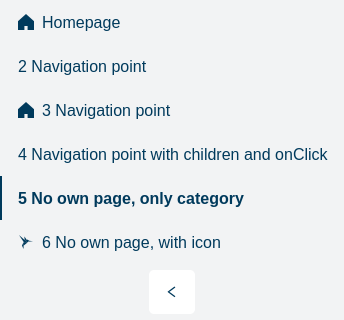 Homepage
2 Navigation point
3 Navigation point
4 Navigation point with children and onClick
5 No own page, only category
6 No own page, with icon